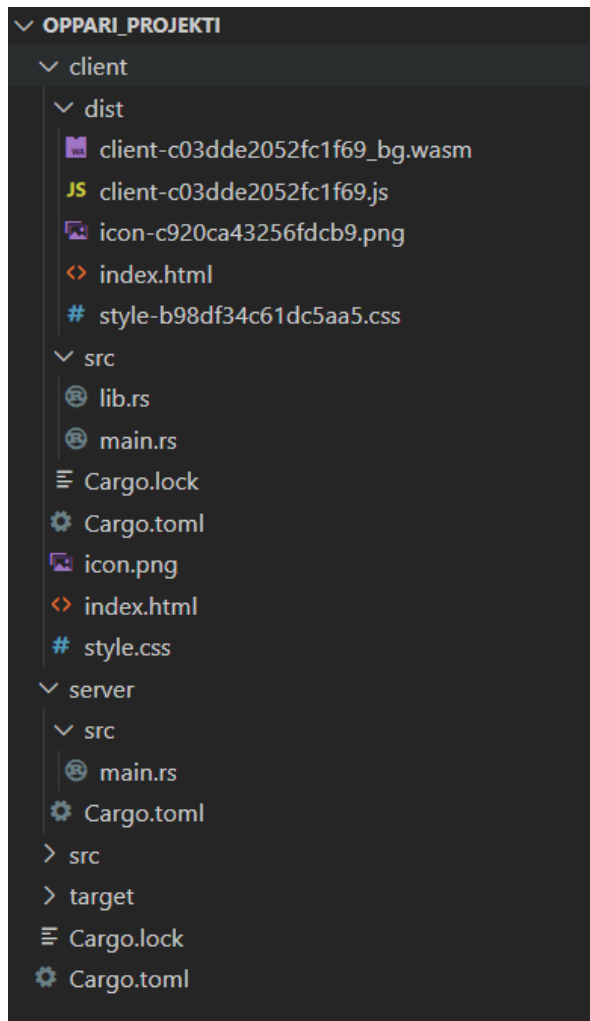 OPPARI_PROJEKTI
client
dist
client-c03dde2052fc1f69_bg.wasm
JS client-c03dde2052fc1f69.js
icon-c920ca43256fdcb9.png
<> index.html
# style-b98df34c61dc5aa5.css
src
lib.rs
main.rs
Cargo.lock
Cargo.toml
icon.png
<> index.html
# style.css
server
src
main.rs
Cargo.toml
src
target
Cargo.lock
Cargo.toml